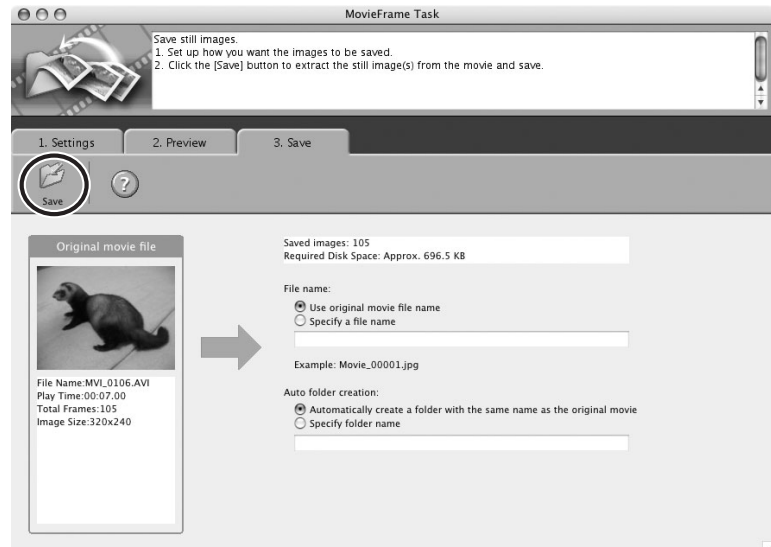 MovieFrame Task
Save still images.
1. Set up how you want the images to be saved.
2. Click the [Save] button to extract the still image(s) from the movie and save.
1. Settings
2. Preview
3. Save
Save
?
Original movie file
File Name:MVI_0106.AVI
Play Time:00:07.00
Total Frames:105
Image Size:320x240
Saved images: 105
Required Disk Space: Approx. 696.5 KB
File name:
Use original movie file name
Specify a file name
Example: Movie_00001.jpg
Auto folder creation:
Automatically create a folder with the same name as the original movie
Specify folder name